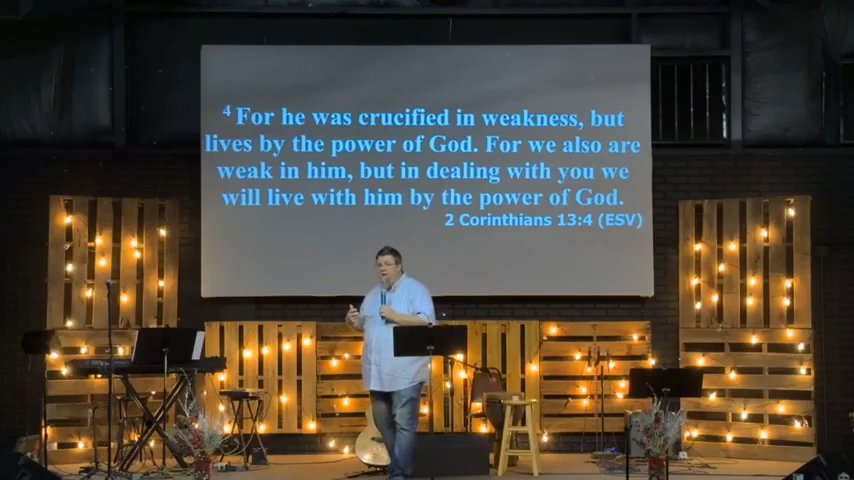 4 For he was crucified in weakness, but
lives by the power of God. For we also are
weak in him, but in dealing with you we
will live with him by the power of God.
2 Corinthians 13:4 (ESV)